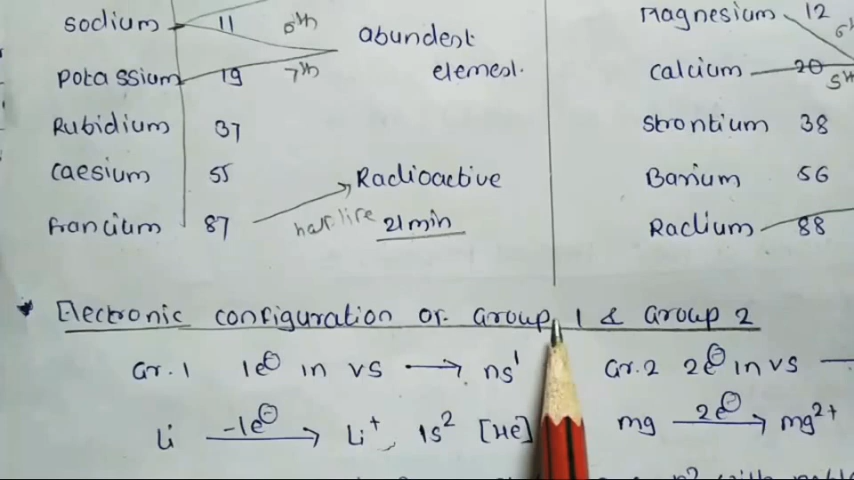 Sodium 11 6th abundent Magnesium 12
Potassium 19 7th element. Calcium 20 5th
Rubidium 37 Strontium 38
Caesium 55 Radioactive Barium 56
Francium 87 half life 21 min Radium 88
Electronic configuration of Group 1 & Group 2
Gr. 1 1e⊖ in VS → ns¹ Gr. 2 2e⊖ in VS
Li -1e⊖ → Li⁺, 1s² [He] Mg 2e⊖ → Mg²⁺